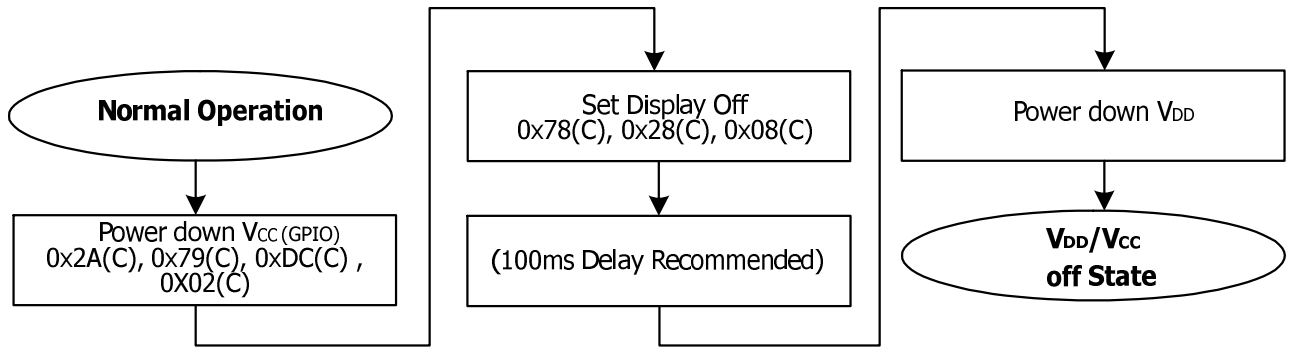 Normal Operation
Power down VCC (GPIO)
0x2A(C), 0x79(C), 0xDC(C) ,
0X02(C)
Set Display Off
0x78(C), 0x28(C), 0x08(C)
(100ms Delay Recommended)
Power down VDD
VDD/VCC
off State